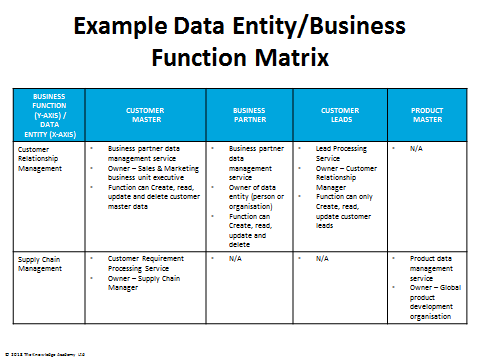 Example Data Entity/Business
Function Matrix
BUSINESS
FUNCTION
(Y-AXIS) /
DATA
ENTITY (X-AXIS)
CUSTOMER
MASTER
BUSINESS
PARTNER
CUSTOMER
LEADS
PRODUCT
MASTER
Customer
Relationship
Management
• Business partner data
management service
• Owner – Sales & Marketing
business unit executive
• Function can Create, read,
update and delete customer
master data
• Business partner
data
management
service
• Owner of data
entity (person or
organisation)
• Function can
Create, read,
update and
delete
• Lead Processing
Service
• Owner – Customer
Relationship
Manager
• Function can only
Create, read,
update customer
leads
• N/A
Supply Chain
Management
• Customer Requirement
Processing Service
• Owner – Supply Chain
Manager
• N/A
• N/A
• Product data
management
service
• Owner – Global
product
development
organisation
© 2018 The Knowledge Academy Ltd